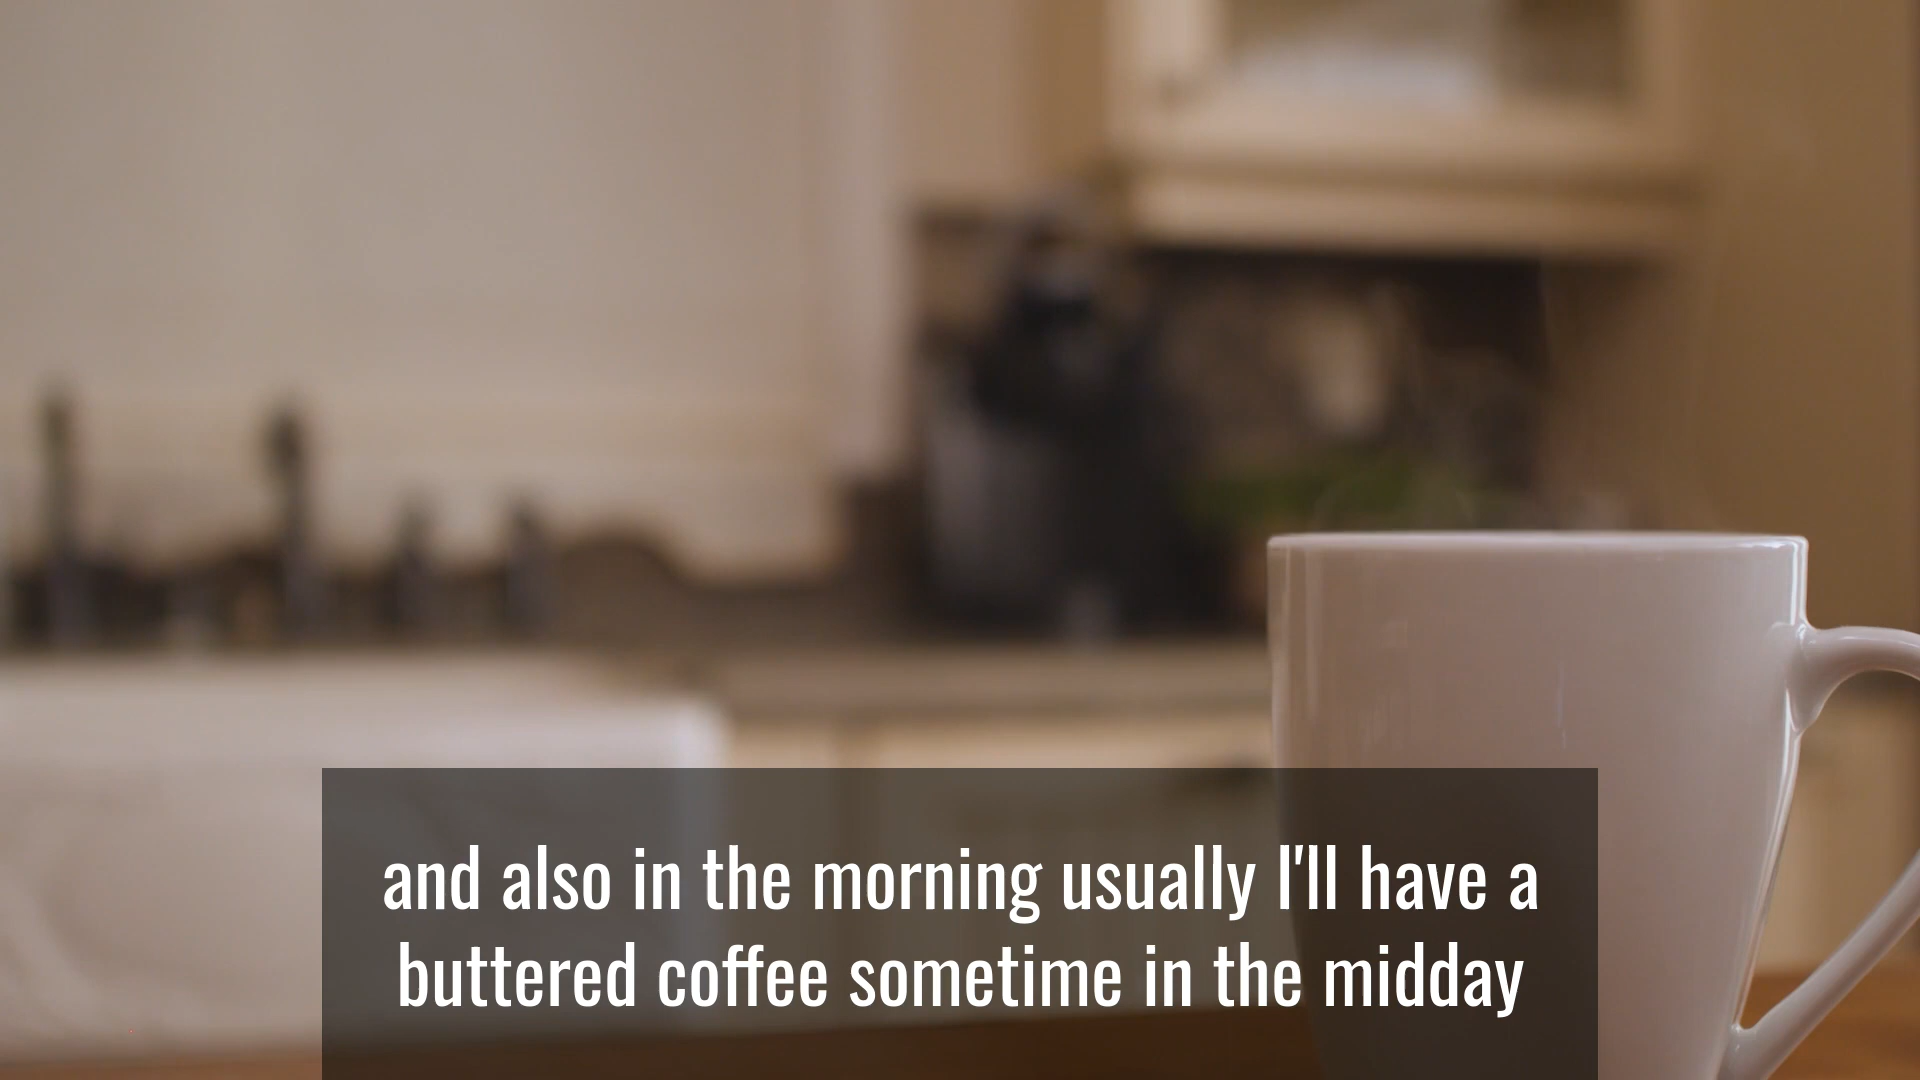 and also in the morning usually I'll have a
buttered coffee sometime in the midday